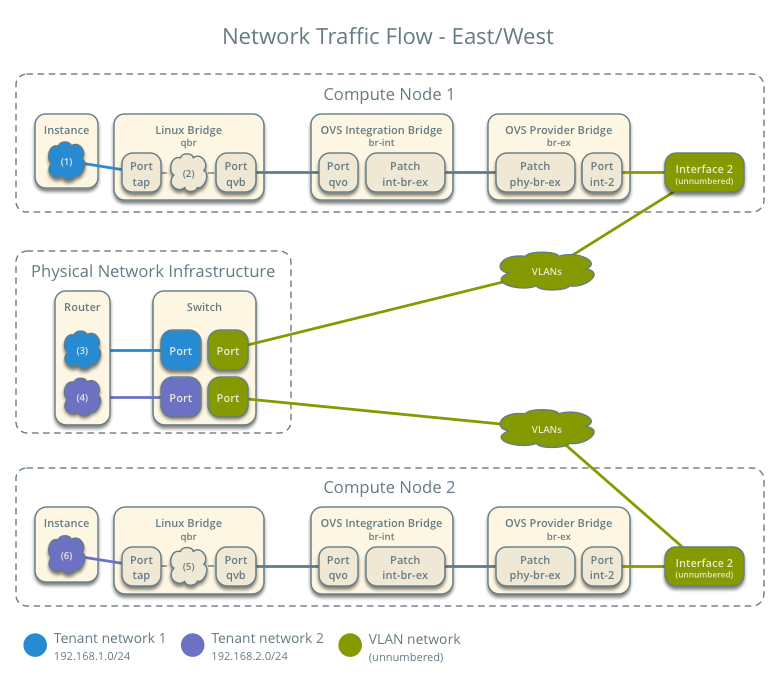 Network Traffic Flow - East/West
Compute Node 1
Instance
(1)
Linux Bridge
qbr
Port
tap
(2)
Port
qvb
OVS Integration Bridge
br-int
Port
qvo
Patch
int-br-ex
OVS Provider Bridge
br-ex
Patch
phy-br-ex
Port
int-2
Interface 2
(unnumbered)
VLANs
Physical Network Infrastructure
Router
(3)
(4)
Switch
Port
Port
Port
Port
VLANs
Compute Node 2
Instance
(6)
Linux Bridge
qbr
Port
tap
(5)
Port
qvb
OVS Integration Bridge
br-int
Port
qvo
Patch
int-br-ex
OVS Provider Bridge
br-ex
Patch
phy-br-ex
Port
int-2
Interface 2
(unnumbered)
Tenant network 1
192.168.1.0/24
Tenant network 2
192.168.2.0/24
VLAN network
(unnumbered)